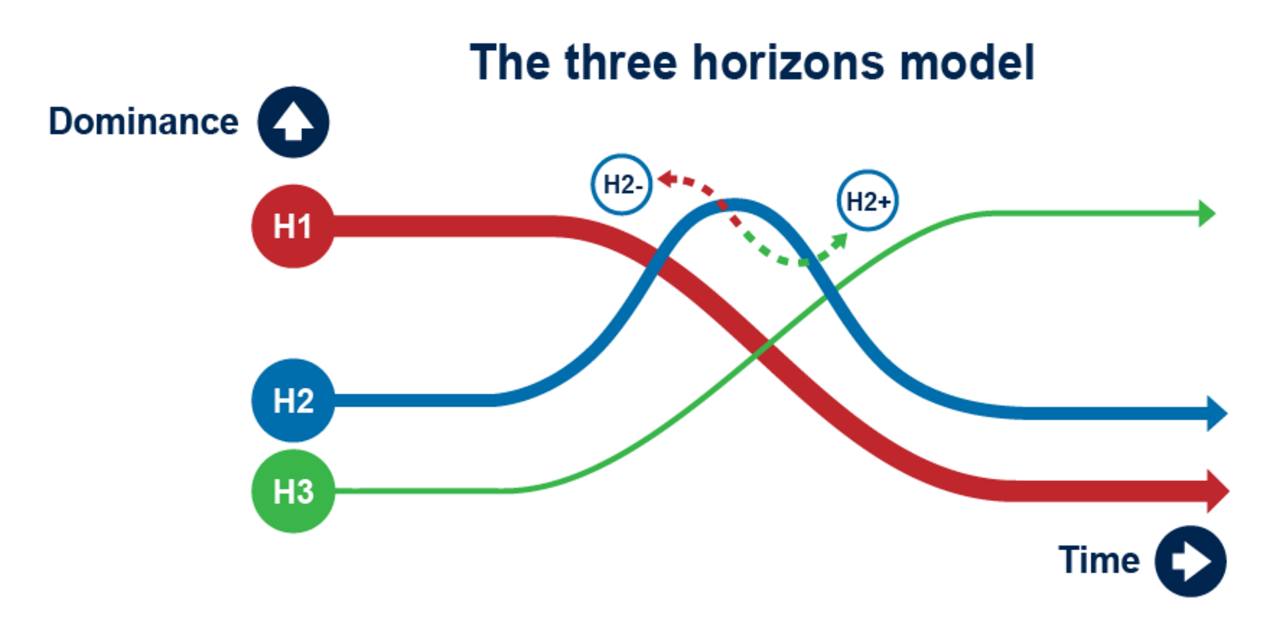 The three horizons model
Dominance
H1
H2-
H2+
H2
H3
Time